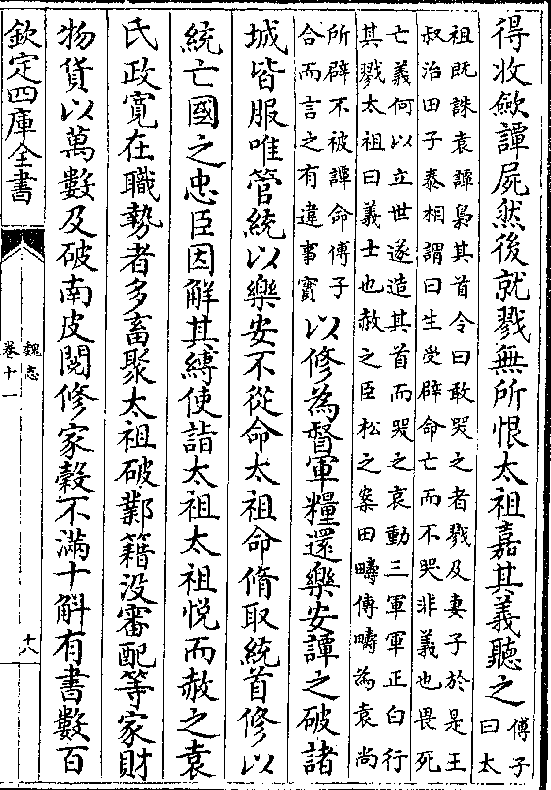 得收斂譚屍然後就戮無所恨太祖嘉其義聽之
傅子
曰太
祖既誅袁譚梟其首令曰敢哭之者戮及妻子於是王
叔治田子泰相謂曰生受辟命亡而不哭非義也畏死
亡義何以立世遂造其首而哭之哀動三軍軍正白行
其戮太祖曰義士也赦之臣松之案田疇傳疇為袁尚
所辟不被譚命傅子
合而言之有違事實
以修為督軍糧還樂安譚之破諸
城皆服唯管統以樂安不從命太祖命脩取統首修以
統亡國之忠臣因解其縛使詣太祖太祖悦而赦之袁
氏政寛在職勢者多畜聚太祖破鄴籍没審配等家財
物貨以萬數及破南皮閱修家穀不滿十斛有書數百
欽定四庫全書
魏志
卷十一
十八